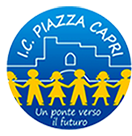 I.C. PIAZZA CAPRI
Un ponte verso
il futuro